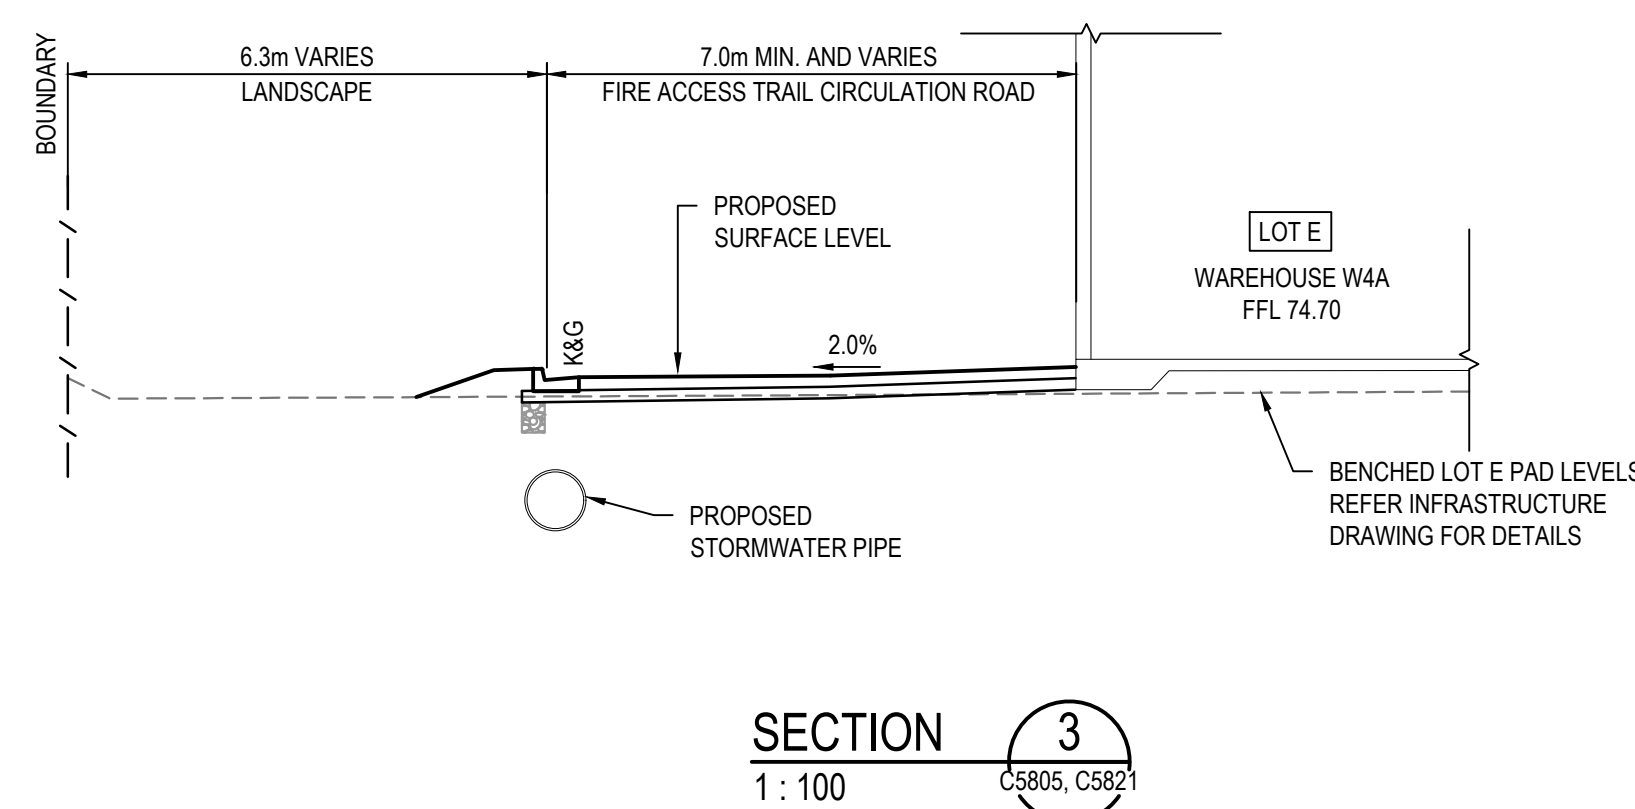 BOUNDARY
6.3m VARIES
LANDSCAPE
7.0m MIN. AND VARIES
FIRE ACCESS TRAIL CIRCULATION ROAD
PROPOSED
SURFACE LEVEL
K&G
2.0%
LOT E
WAREHOUSE W4A
FFL 74.70
BENCHED LOT E PAD LEVELS
REFER INFRASTRUCTURE
DRAWING FOR DETAILS
PROPOSED
STORMWATER PIPE
SECTION
3
1 : 100
C5805, C5821